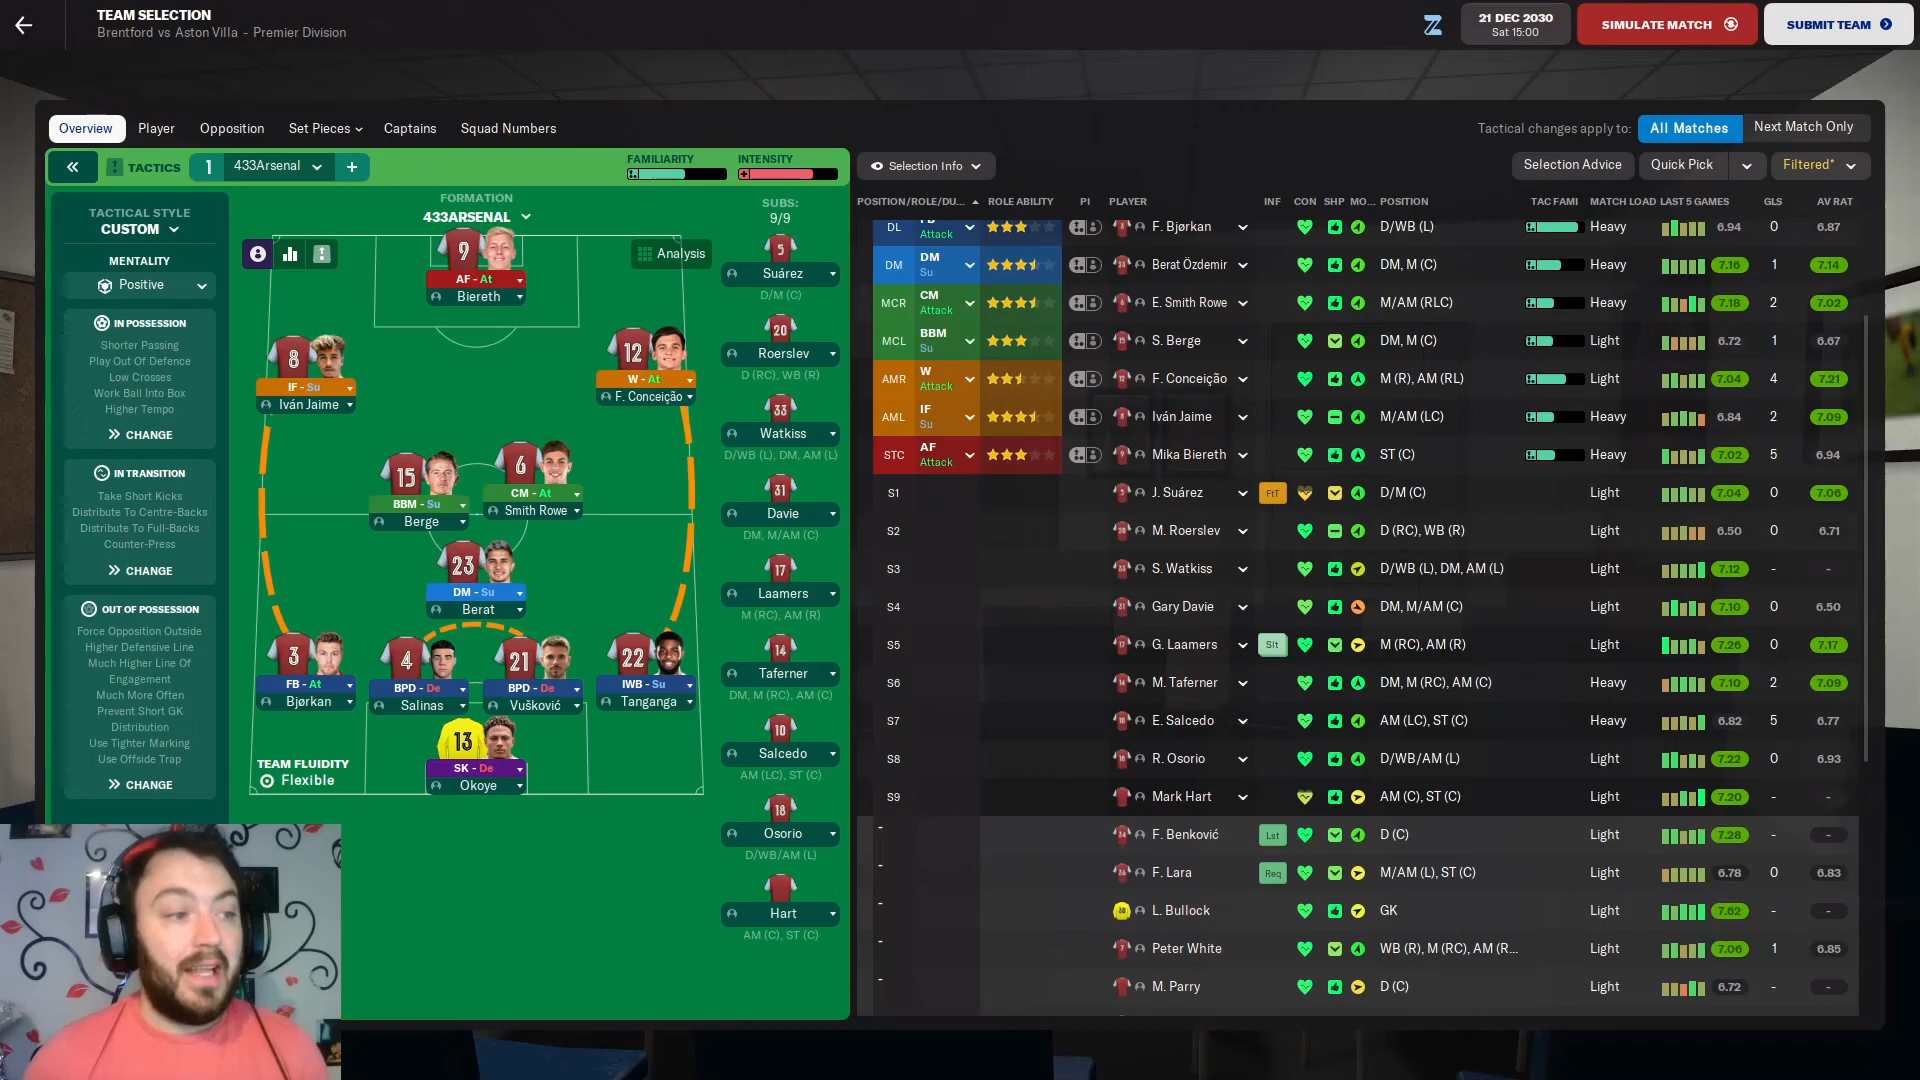 TEAM SELECTION
Brentford vs Aston Villa - Premier Division
21 DEC 2030
Sat 15:00
SIMULATE MATCH
SUBMIT TEAM
Overview
Player
Opposition
Set Pieces
Captains
Squad Numbers
Tactical changes apply to:
All Matches
Next Match Only
TACTICS
1
433Arsenal
FAMILIARITY
INTENSITY
Selection Info
Selection Advice
Quick Pick
Filtered*
TACTICAL STYLE
CUSTOM
MENTALITY
Positive
IN POSSESSION
Shorter Passing
Play Out Of Defence
Low Crosses
Work Ball Into Box
Higher Tempo
CHANGE
IN TRANSITION
Take Short Kicks
Distribute To Centre-Backs
Distribute To Full-Backs
Counter-Press
CHANGE
OUT OF POSSESSION
Force Opposition Outside
Higher Defensive Line
Much Higher Line Of
Engagement
Much More Often
Prevent Short GK
Distribution
Use Tighter Marking
Use Offside Trap
CHANGE
FORMATION
433ARSENAL
Analysis
9
AF - At
Biereth
8
IF - Su
Iván Jaime
12
W - At
F. Conceição
15
BBM - Su
Berge
6
CM - At
Smith Rowe
23
DM - Su
Berat
3
FB - At
Bjørkan
4
BPD - De
Salinas
21
BPD - De
Vušković
22
IWB - Su
Tanganga
13
SK - De
Okoye
TEAM FLUIDITY
Flexible
SUBS:
9/9
5
Suárez
D/M (C)
20
Roerslev
D (RC), WB (R)
33
Watkiss
D/WB (L), DM, AM (L)
31
Davie
DM, M/AM (C)
17
Laamers
M (RC), AM (R)
14
Taferner
DM, M (RC), AM (C)
10
Salcedo
AM (LC), ST (C)
18
Osorio
D/WB/AM (L)
Hart
AM (C), ST (C)
POSITION/ROLE/DU... ROLE ABILITY PI PLAYER INF CON SHP MO... POSITION TAC FAMI MATCH LOAD LAST 5 GAMES GLS AV RAT
DL Attack F. Bjørkan D/WB (L) Heavy 6.94 0 6.87
DM DM Su Berat Özdemir DM, M (C) Heavy 7.16 1 7.14
MCR CM Attack E. Smith Rowe M/AM (RLC) Heavy 7.18 2 7.02
MCL BBM Su S. Berge DM, M (C) Light 6.72 1 6.67
AMR W Attack F. Conceição M (R), AM (RL) Light 7.04 4 7.21
AML IF Su Iván Jaime M/AM (LC) Heavy 6.84 2 7.09
STC AF Attack Mika Biereth ST (C) Heavy 7.02 5 6.94
S1 J. Suárez FtT D/M (C) Light 7.04 0 7.06
S2 M. Roerslev D (RC), WB (R) Light 6.50 0 6.71
S3 S. Watkiss D/WB (L), DM, AM (L) Light 7.12 - -
S4 Gary Davie DM, M/AM (C) Light 7.10 0 6.50
S5 G. Laamers Slt M (RC), AM (R) Light 7.26 0 7.17
S6 M. Taferner DM, M (RC), AM (C) Heavy 7.10 2 7.09
S7 E. Salcedo AM (LC), ST (C) Heavy 6.82 5 6.77
S8 R. Osorio D/WB/AM (L) Light 7.22 0 6.93
S9 Mark Hart AM (C), ST (C) Light 7.20 - -
- F. Benković Lst D (C) Light 7.28 - -
- F. Lara Req M/AM (L), ST (C) Light 6.78 0 6.83
- L. Bullock GK Light 7.62 - -
- Peter White WB (R), M (RC), AM (R... Light 7.06 1 6.85
- M. Parry D (C) Light 6.72 - -